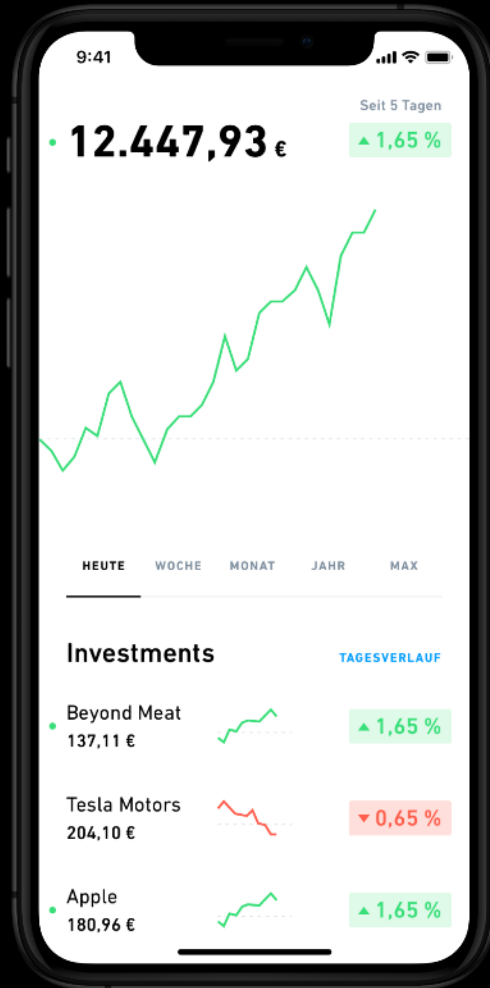 9:41
Seit 5 Tagen
12.447,93 €
▲ 1,65 %
HEUTE WOCHE MONAT JAHR MAX
Investments
TAGESVERLAUF
Beyond Meat
137,11 €
▲ 1,65 %
Tesla Motors
204,10 €
▼ 0,65 %
Apple
180,96 €
▲ 1,65 %